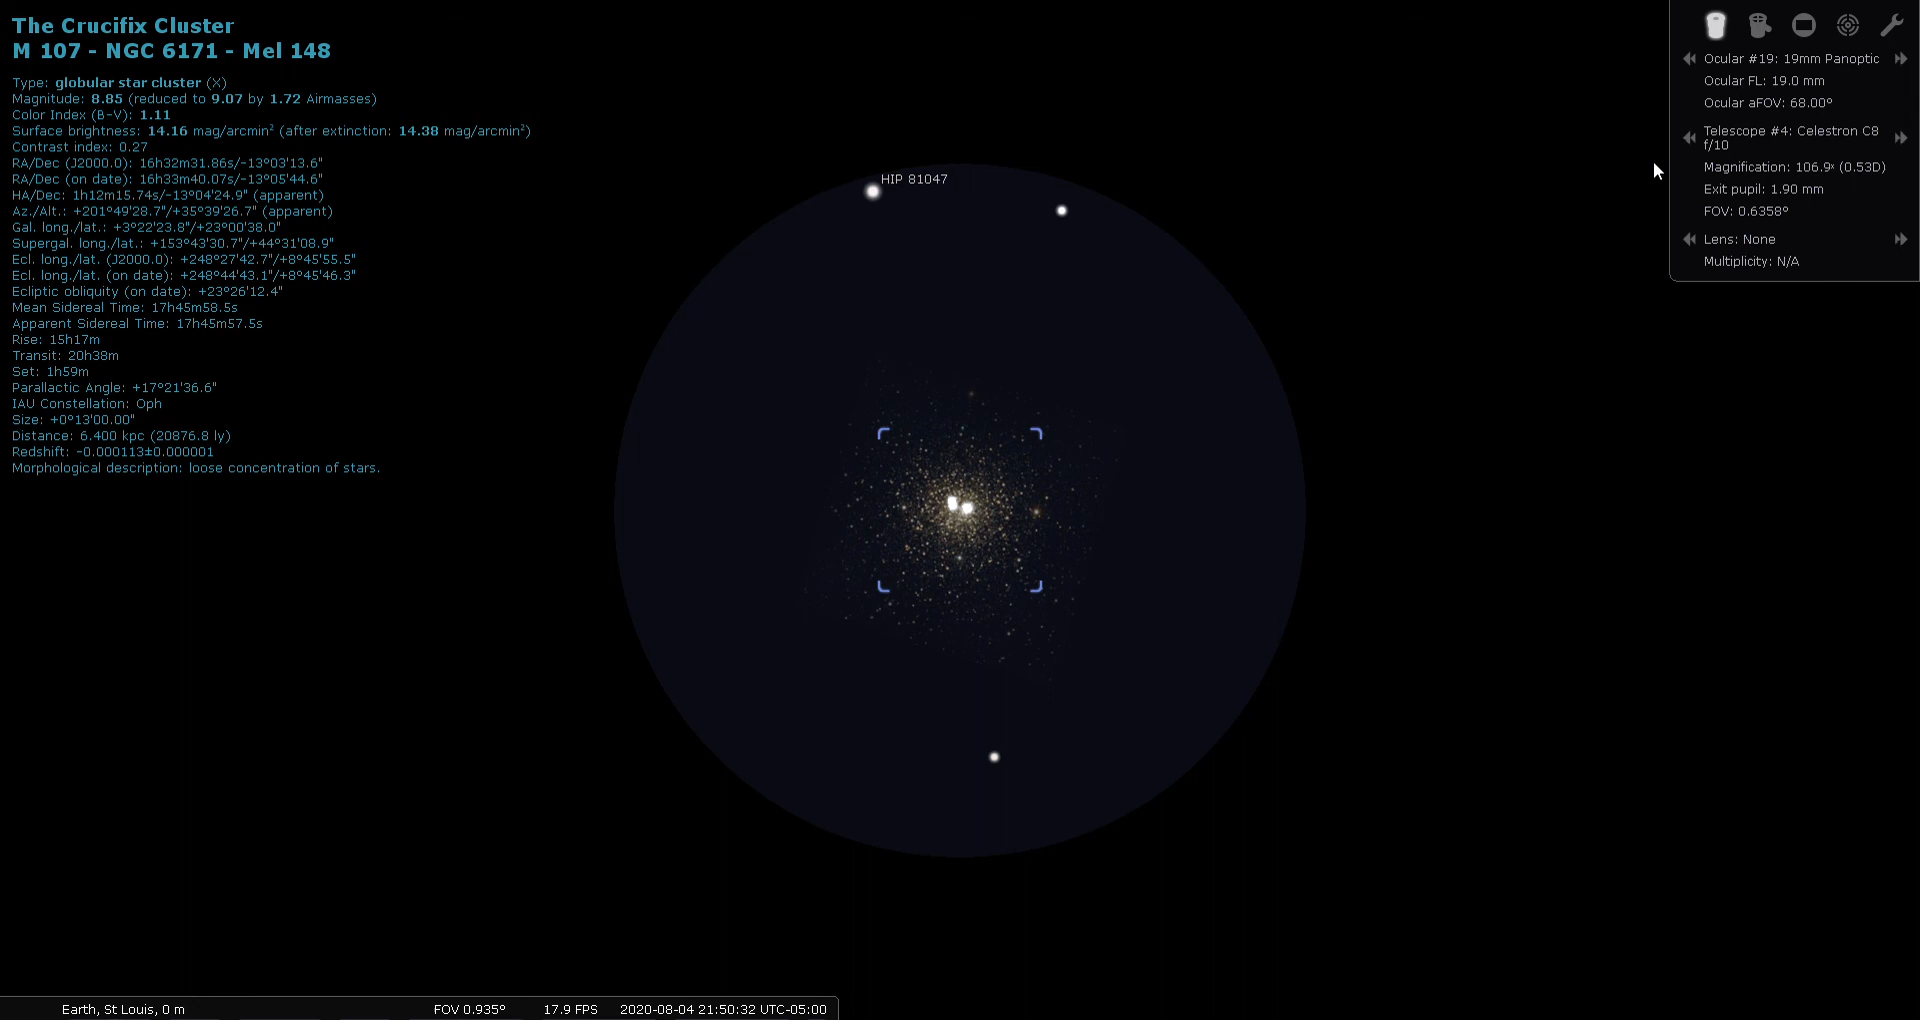 The Crucifix Cluster
M 107 - NGC 6171 - Mel 148
Type: globular star cluster (X)
Magnitude: 8.85 (reduced to 9.07 by 1.72 Airmasses)
Color Index (B-V): 1.11
Surface brightness: 14.16 mag/arcmin² (after extinction: 14.38 mag/arcmin²)
Contrast index: 0.27
RA/Dec (J2000.0): 16h32m31.86s/-13°03'13.6"
RA/Dec (on date): 16h33m40.07s/-13°05'44.6"
HA/Dec: 1h12m15.74s/-13°04'24.9" (apparent)
Az./Alt.: +201°49'28.7"/+35°39'26.7" (apparent)
Gal. long./lat.: +3°22'23.8"/+23°00'38.0"
Supergal. long./lat.: +153°43'30.7"/+44°31'08.9"
Ecl. long./lat. (J2000.0): +248°27'42.7"/+8°45'55.5"
Ecl. long./lat. (on date): +248°44'43.1"/+8°45'46.3"
Ecliptic obliquity (on date): +23°26'12.4"
Mean Sidereal Time: 17h45m58.5s
Apparent Sidereal Time: 17h45m57.5s
Rise: 15h17m
Transit: 20h38m
Set: 1h59m
Parallactic Angle: +17°21'36.6"
IAU Constellation: Oph
Size: +0°13'00.00"
Distance: 6.400 kpc (20876.8 ly)
Redshift: -0.000113±0.000001
Morphological description: loose concentration of stars.
HIP 81047
Ocular #19: 19mm Panoptic
Ocular FL: 19.0 mm
Ocular aFOV: 68.00°
Telescope #4: Celestron C8
f/10
Magnification: 106.9ˣ (0.53D)
Exit pupil: 1.90 mm
FOV: 0.6358°
Lens: None
Multiplicity: N/A
Earth, St Louis, 0 m FOV 0.935° 17.9 FPS 2020-08-04 21:50:32 UTC-05:00